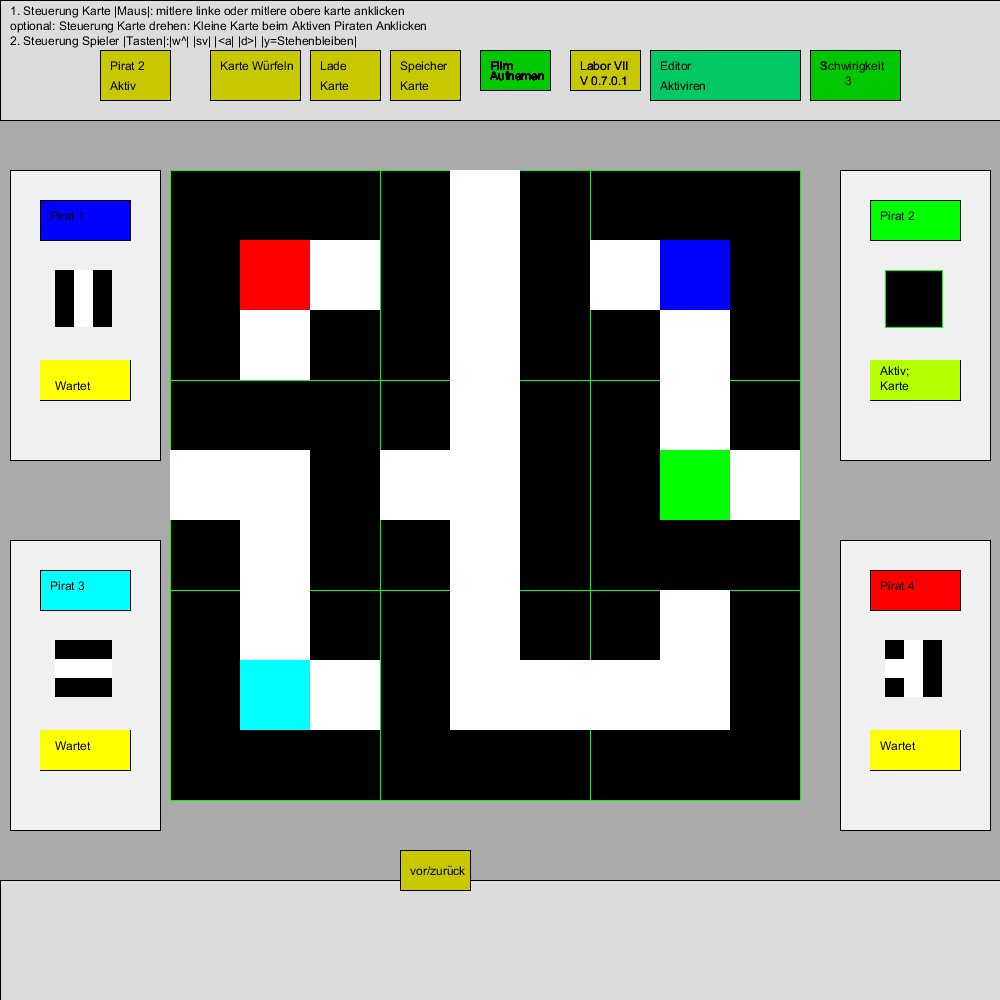 1. Steuerung Karte |Maus|: mitlere linke oder mitlere obere karte anklicken
optional: Steuerung Karte drehen: Kleine Karte beim Aktiven Piraten Anklicken
2. Steuerung Spieler |Tasten|:|w^| |sv| |<a| |d>| |y=Stehenbleiben|
Pirat 2
Aktiv
Karte Würfeln
Lade
Karte
Speicher
Karte
Film
Aufnemen
Labor VII
V 0.7.0.1
Editor
Aktiviren
Schwirigkeit
3
Pirat 1
Wartet
Pirat 2
Aktiv;
Karte
Pirat 3
Wartet
Pirat 4
Wartet
vor/zurück